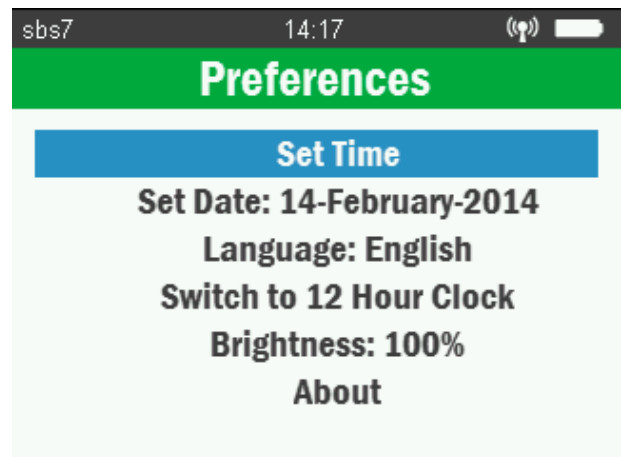 sbs7 14:17
Preferences
Set Time
Set Date: 14-February-2014
Language: English
Switch to 12 Hour Clock
Brightness: 100%
About